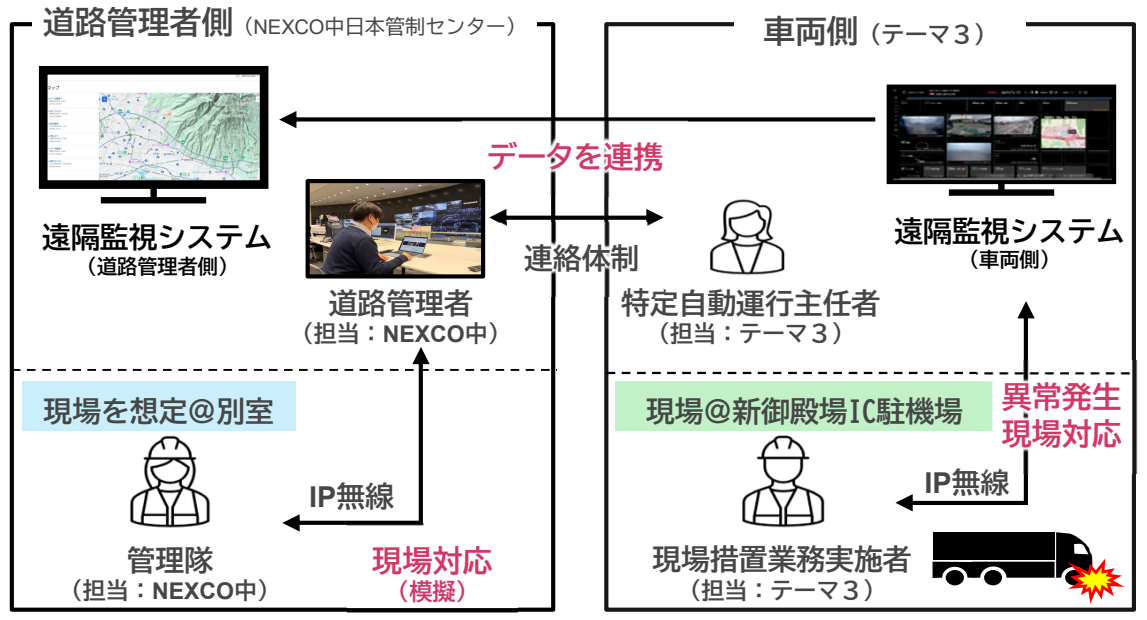 道路管理者側（NEXCO中日本管制センター）
車両側（テーマ３）
マップ
データを連携
遠隔監視システム
（道路管理者側）
連絡体制
遠隔監視システム
（車両側）
道路管理者
（担当：NEXCO中）
特定自動運行主任者
（担当：テーマ３）
現場を想定@別室
現場@新御殿場IC駐機場
異常発生
現場対応
IP無線
IP無線
管理隊
（担当：NEXCO中）
現場対応
（模擬）
現場措置業務実施者
（担当：テーマ３）